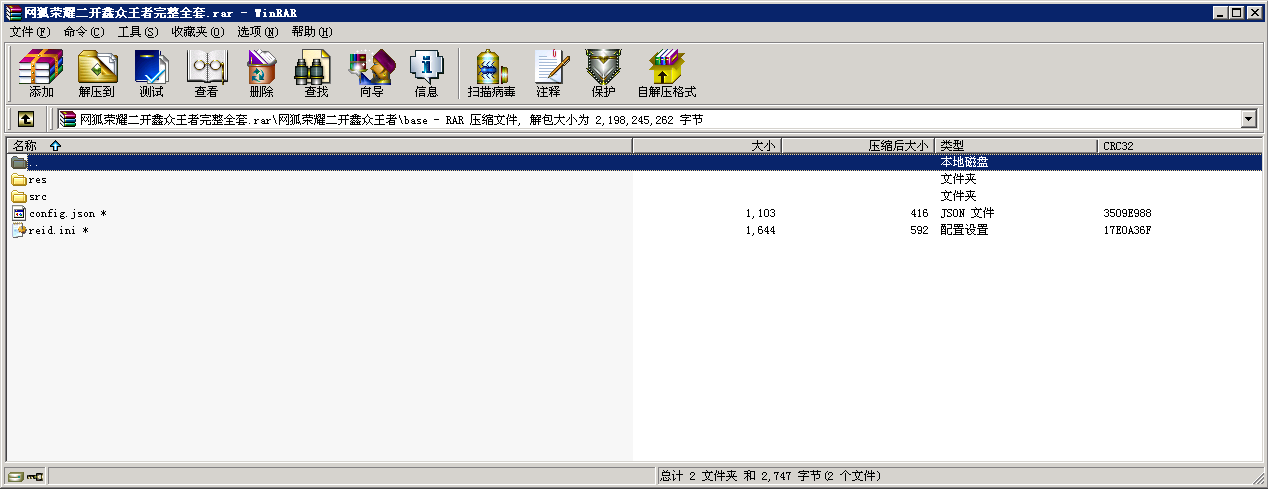 网狐荣耀二开鑫众王者完整全套.rar - WinRAR
文件(F) 命令(C) 工具(S) 收藏夹(O) 选项(N) 帮助(H)
添加 解压到 测试 查看 删除 查找 向导 信息 扫描病毒 注释 保护 自解压格式
网狐荣耀二开鑫众王者完整全套.rar\网狐荣耀二开鑫众王者\base - RAR 压缩文件, 解包大小为 2,198,245,262 字节
名称 大小 压缩后大小 类型 CRC32
.. 本地磁盘
res 文件夹
src 文件夹
config.json * 1,103 416 JSON 文件 3509E988
reid.ini * 1,644 592 配置设置 17E0A36F
总计 2 文件夹 和 2,747 字节(2 个文件)